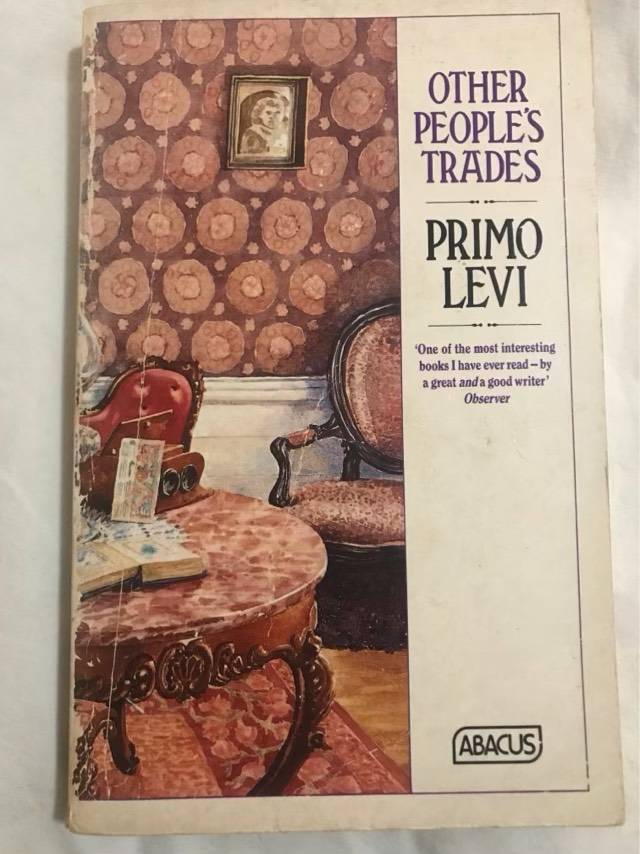 OTHER
PEOPLE'S
TRADES
PRIMO
LEVI
'One of the most interesting
books I have ever read – by
a great and a good writer'
Observer
ABACUS